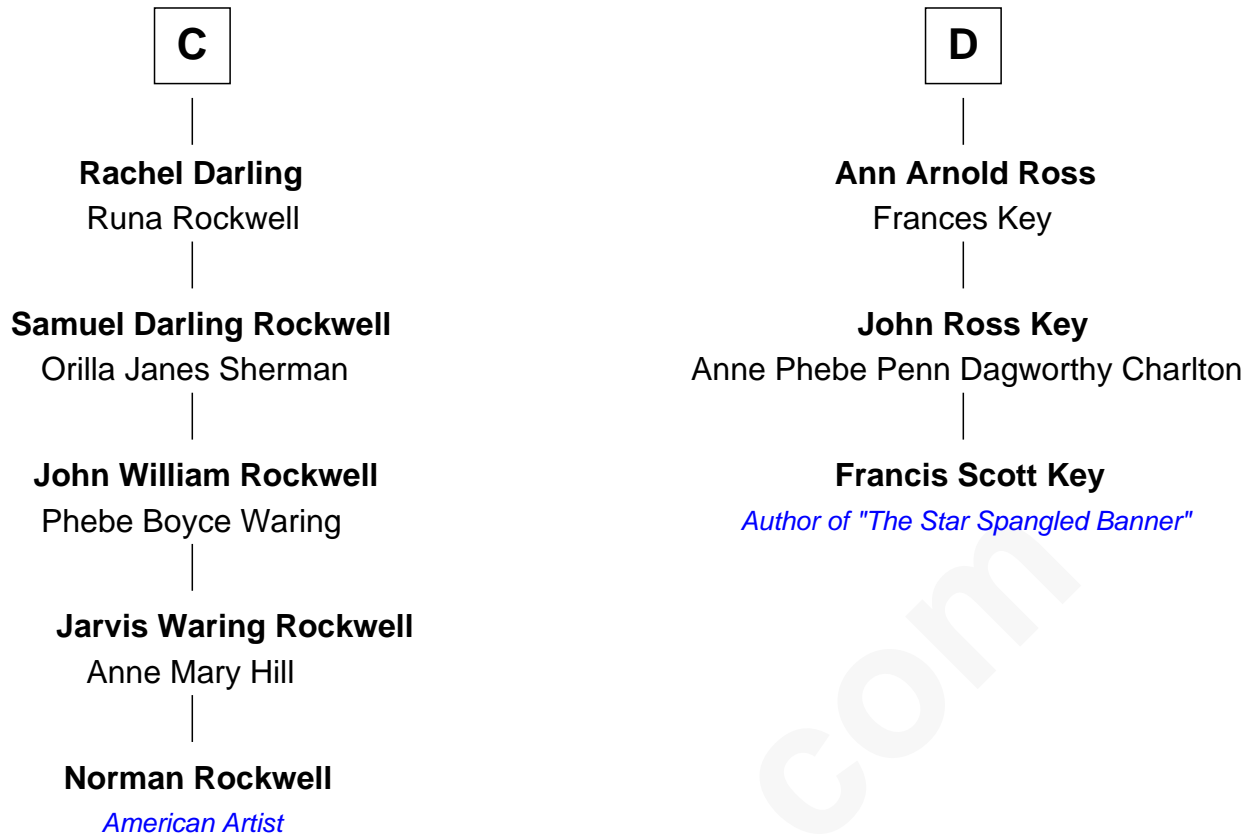 C
Rachel Darling
Runa Rockwell
Samuel Darling Rockwell
Orilla Janes Sherman
John William Rockwell
Phebe Boyce Waring
Jarvis Waring Rockwell
Anne Mary Hill
Norman Rockwell
American Artist
D
Ann Arnold Ross
Frances Key
John Ross Key
Anne Phebe Penn Dagworthy Charlton
Francis Scott Key
Author of "The Star Spangled Banner"
com